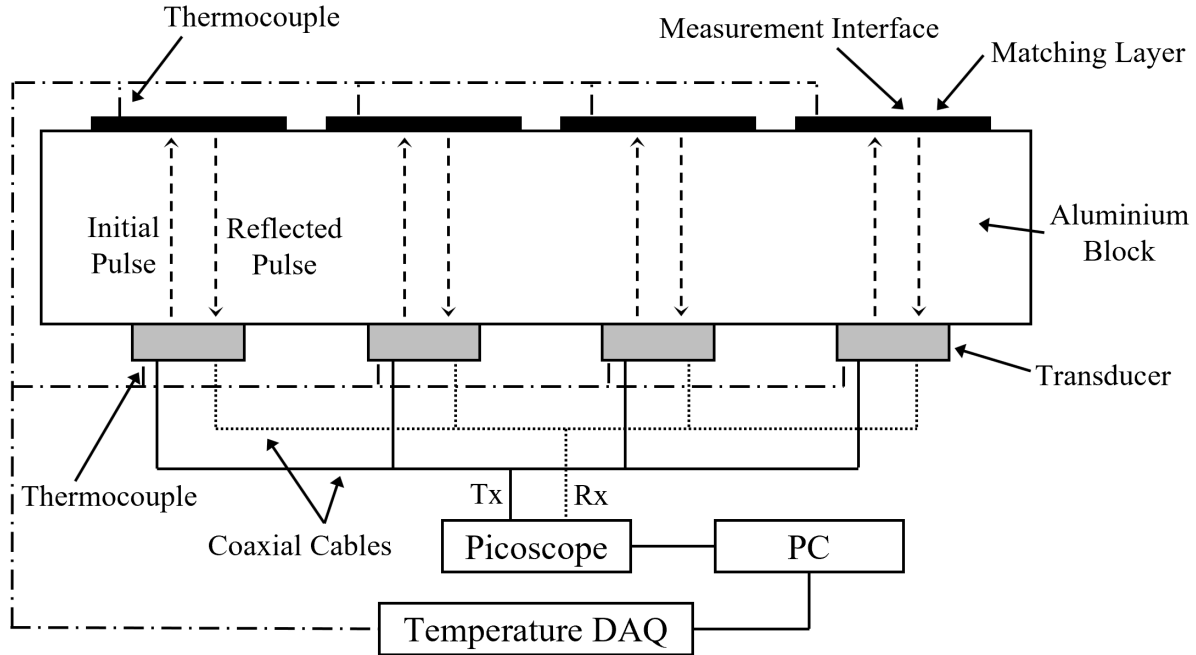 Thermocouple
Measurement Interface
Matching Layer
Initial
Pulse
Reflected
Pulse
Aluminium
Block
Transducer
Thermocouple
Coaxial Cables
Tx
Rx
Picoscope
PC
Temperature DAQ